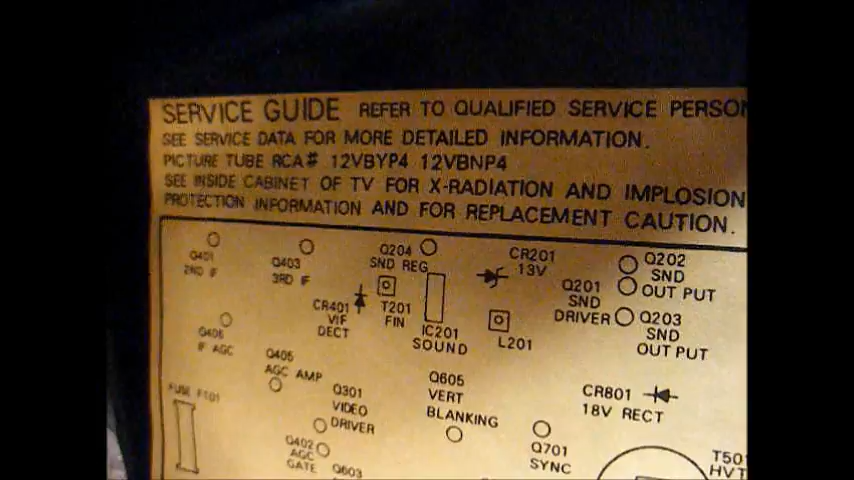 SERVICE GUIDE REFER TO QUALIFIED SERVICE PERSON
SEE SERVICE DATA FOR MORE DETAILED INFORMATION.
PICTURE TUBE RCA# 12VBYP4 12VBNP4
SEE INSIDE CABINET OF TV FOR X-RADIATION AND IMPLOSION
PROTECTION INFORMATION AND FOR REPLACEMENT CAUTION.
Q401
2ND IF
Q403
3RD IF
Q204
SND REG
CR201
13V
Q202
SND
OUT PUT
CR401
VIF
DECT
T201
FIN
IC201
SOUND
L201
Q201
SND
DRIVER
Q203
SND
OUT PUT
Q406
IF AGC
Q405
AGC AMP
Q301
VIDEO
DRIVER
Q605
VERT
BLANKING
CR801
18V RECT
FUSE F101
Q402
AGC
GATE
Q603
Q701
SYNC
T501
HVT